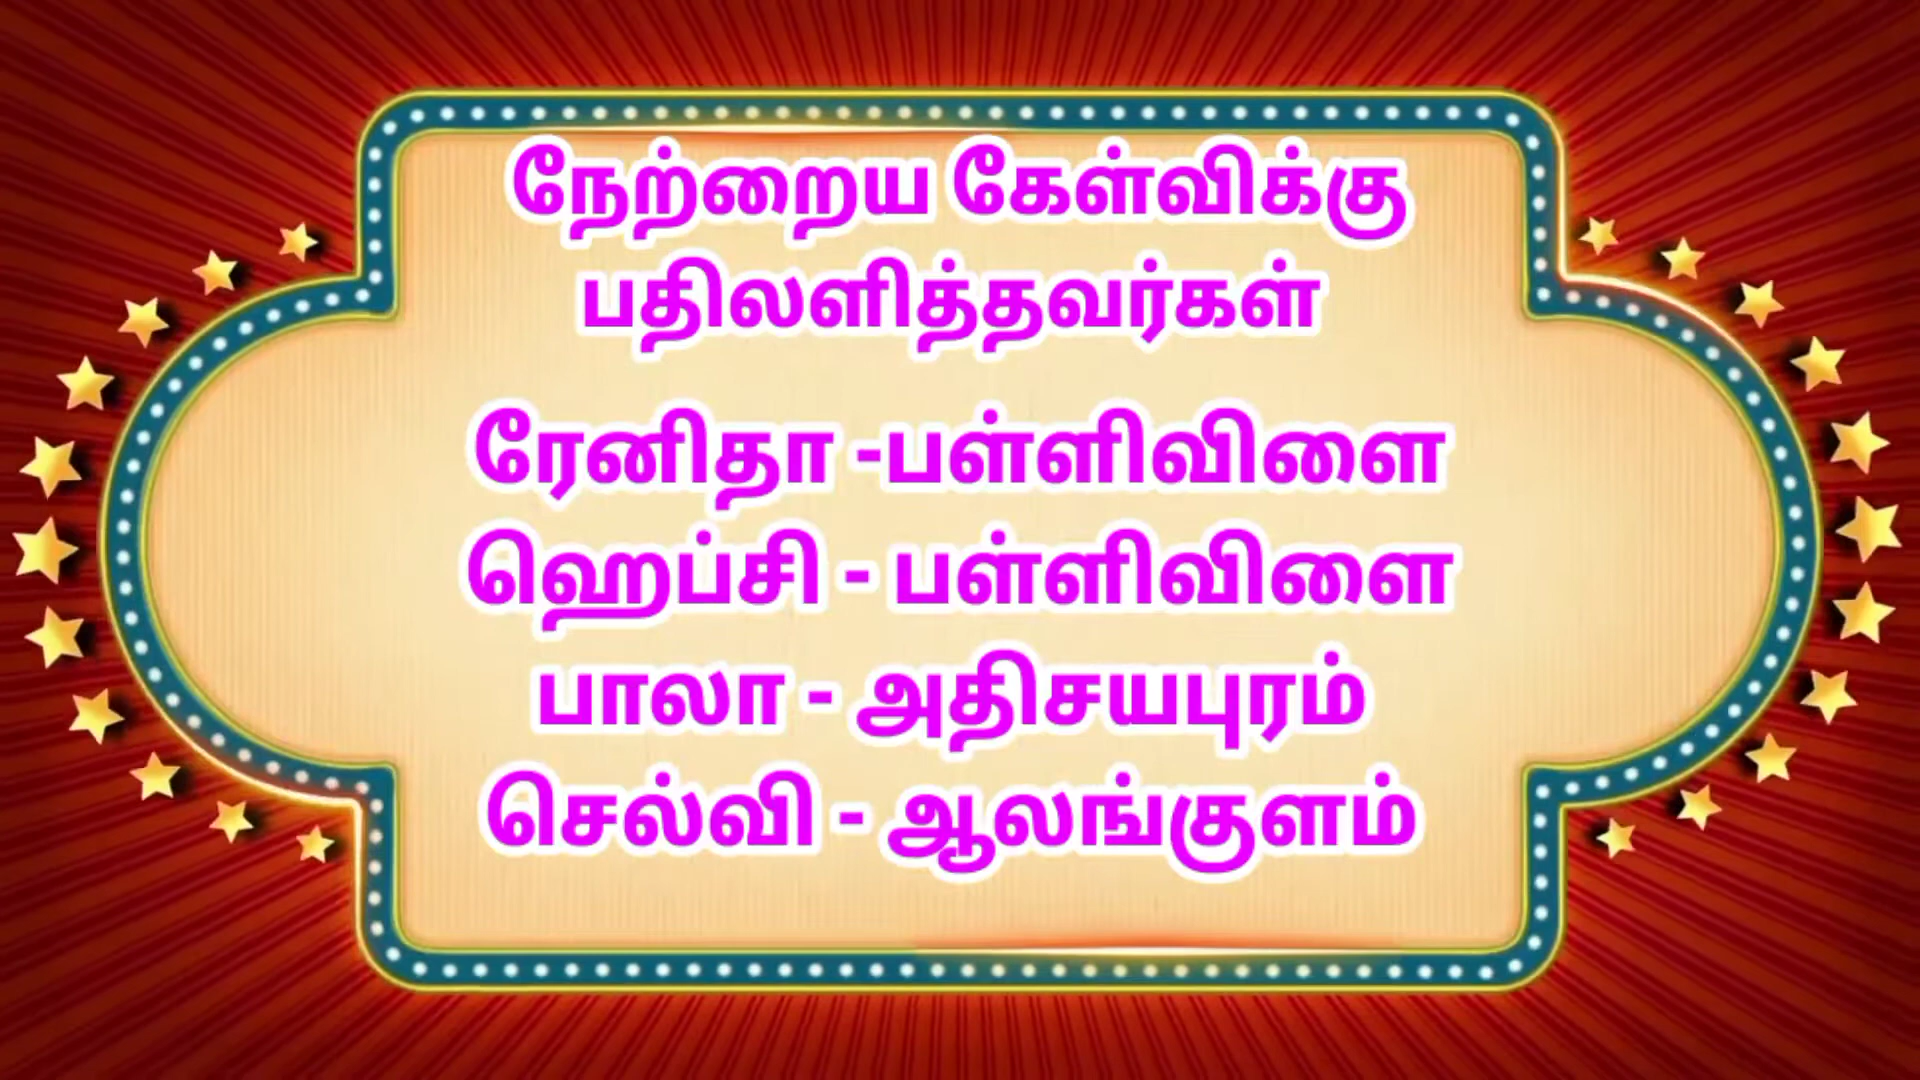 நேற்றைய கேள்விக்கு
பதிலளித்தவர்கள்
ரேனிதா -பள்ளிவிளை
ஹெப்சி - பள்ளிவிளை
பாலா - அதிசயபுரம்
செல்வி - ஆலங்குளம்